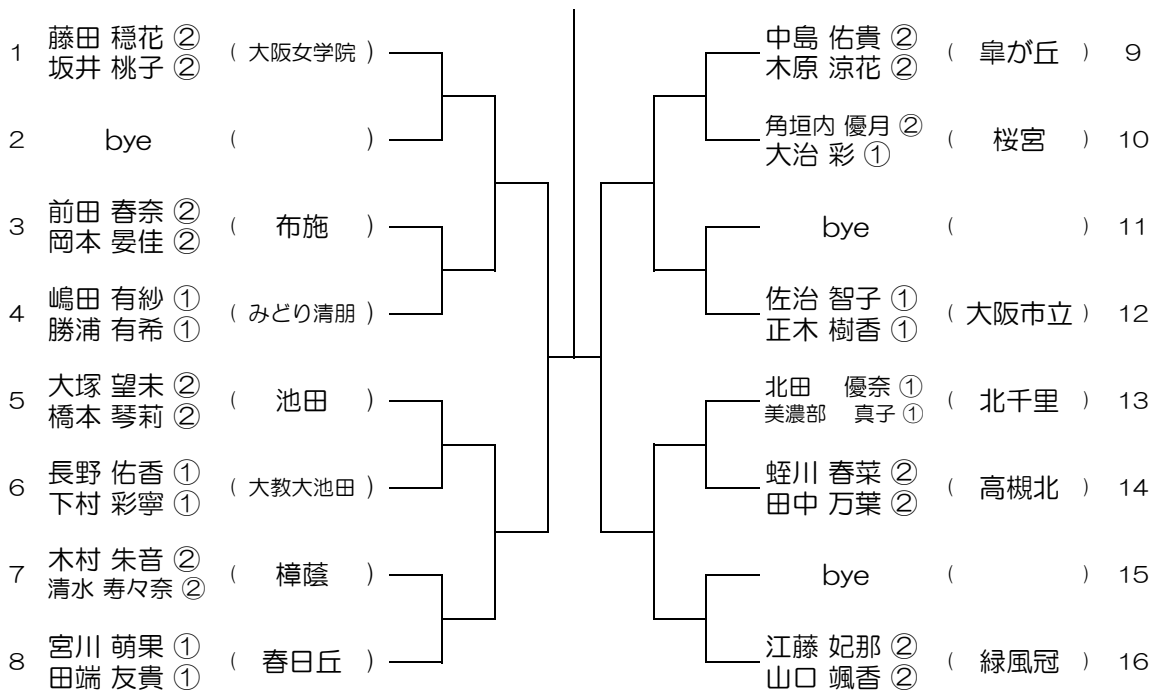 1 藤田 穏花 ② ( 大阪女学院 )
坂井 桃子 ②
2 bye ( )
3 前田 春奈 ② ( 布施 )
岡本 晏佳 ②
4 嶋田 有紗 ① ( みどり清朋 )
勝浦 有希 ①
5 大塚 望未 ② ( 池田 )
橋本 琴莉 ②
6 長野 佑香 ① ( 大教大池田 )
下村 彩寧 ①
7 木村 朱音 ② ( 樟蔭 )
清水 寿々奈 ②
8 宮川 萌果 ① ( 春日丘 )
田端 友貴 ①
中島 佑貴 ② ( 皐が丘 ) 9
木原 涼花 ②
角垣内 優月 ② ( 桜宮 ) 10
大治 彩 ①
bye ( ) 11
佐治 智子 ① ( 大阪市立 ) 12
正木 樹香 ①
北田 優奈 ① ( 北千里 ) 13
美濃部 真子 ①
蛭川 春菜 ② ( 高槻北 ) 14
田中 万葉 ②
bye ( ) 15
江藤 妃那 ② ( 緑風冠 ) 16
山口 颯香 ②